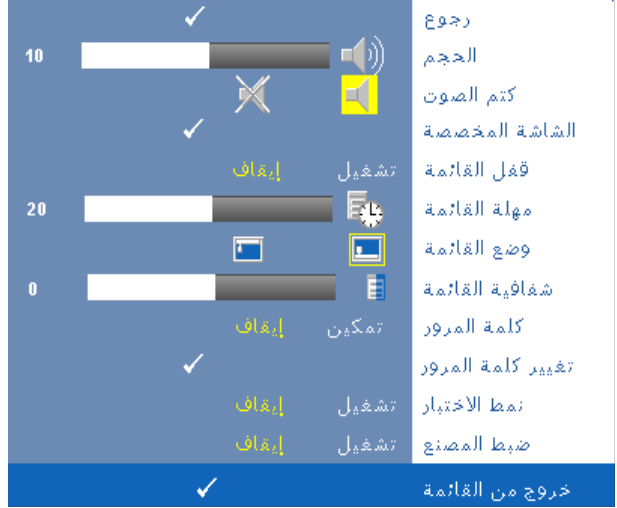 رجوع
الحجم 10
كتم الصوت
الشاشة المخصصة
قفل القائمة تشغيل إيقاف
مهلة القائمة 20
وضع القائمة
شفافية القائمة 0
كلمة المرور تمكين إيقاف
تغيير كلمة المرور
نمط الاختبار تشغيل إيقاف
ضبط المصنع تشغيل إيقاف
خروج من القائمة